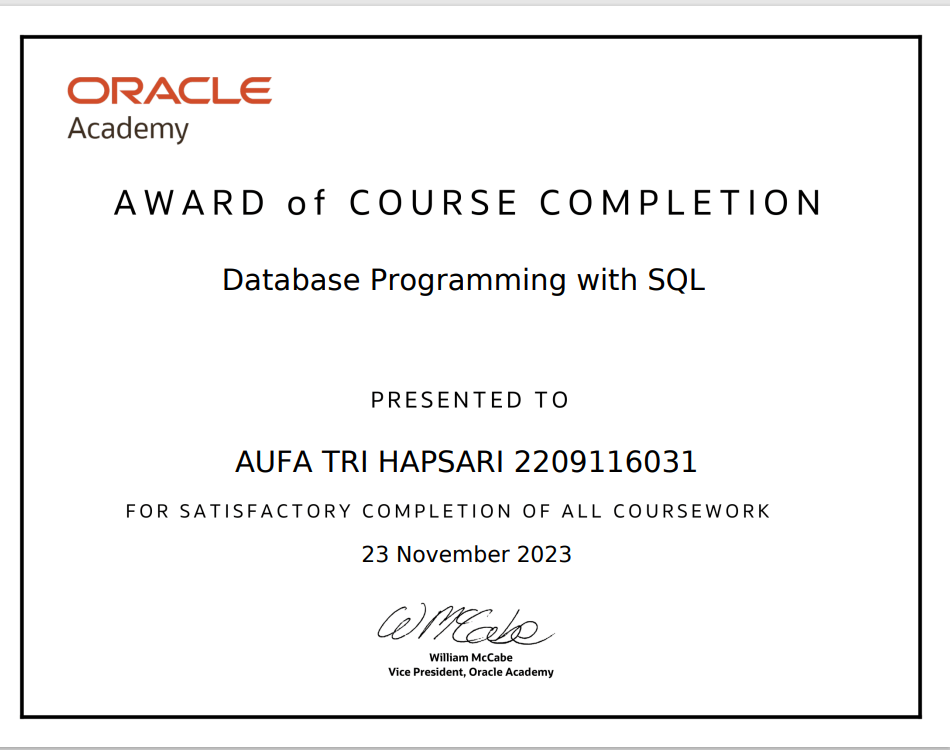 ORACLE
Academy
AWARD of COURSE COMPLETION
Database Programming with SQL
PRESENTED TO
AUFA TRI HAPSARI 2209116031
FOR SATISFACTORY COMPLETION OF ALL COURSEWORK
23 November 2023
W McCabe
William McCabe
Vice President, Oracle Academy